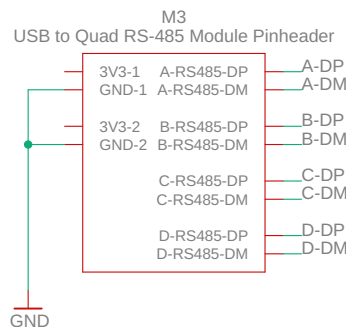 M3
USB to Quad RS-485 Module Pinheader
3V3-1 A-RS485-DP A-DP
GND-1 A-RS485-DM A-DM
3V3-2 B-RS485-DP B-DP
GND-2 B-RS485-DM B-DM
C-RS485-DP C-DP
C-RS485-DM C-DM
D-RS485-DP D-DP
D-RS485-DM D-DM
GND